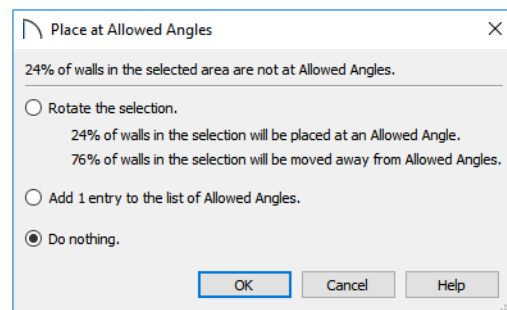 Place at Allowed Angles
24% of walls in the selected area are not at Allowed Angles.
Rotate the selection.
24% of walls in the selection will be placed at an Allowed Angle.
76% of walls in the selection will be moved away from Allowed Angles.
Add 1 entry to the list of Allowed Angles.
Do nothing.
OK Cancel Help